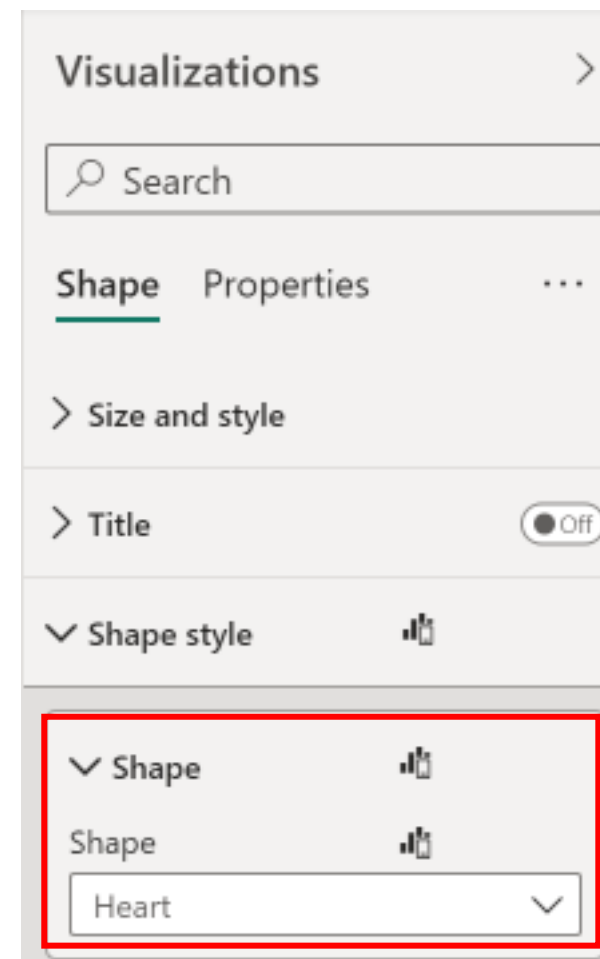 Visualizations
Search
Shape Properties
Size and style
Title Off
Shape style
Shape
Shape
Heart